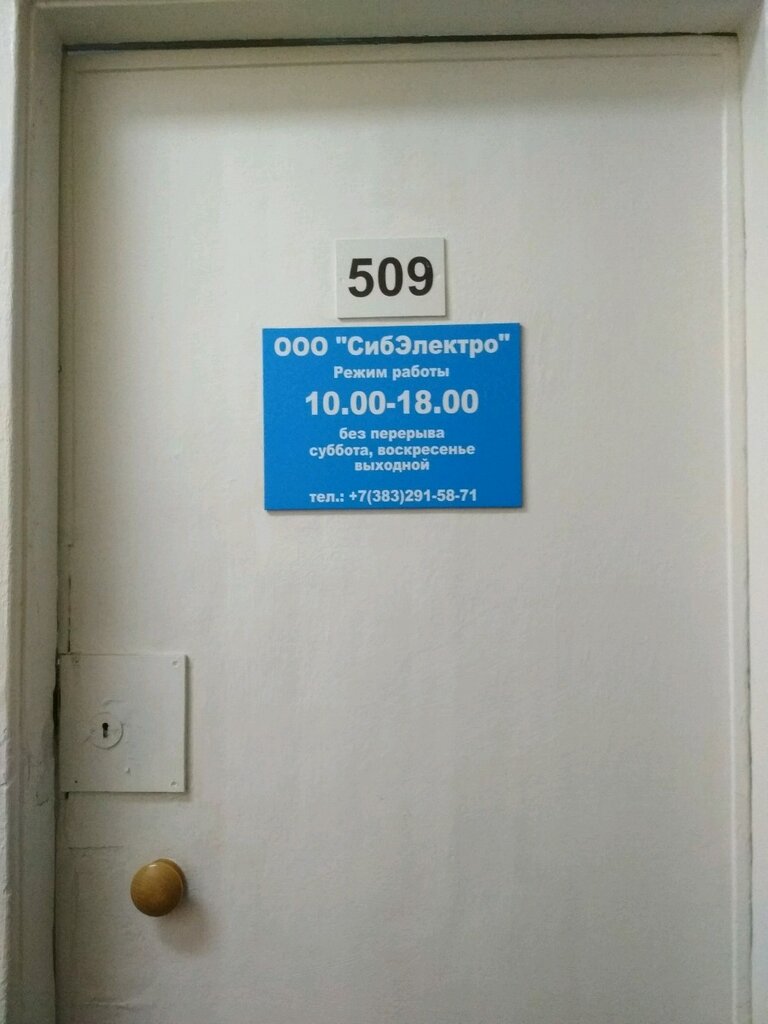 509
ООО "СибЭлектро"
Режим работы
10.00-18.00
без перерыва
суббота, воскресенье
выходной
тел.: +7(383)291-58-71